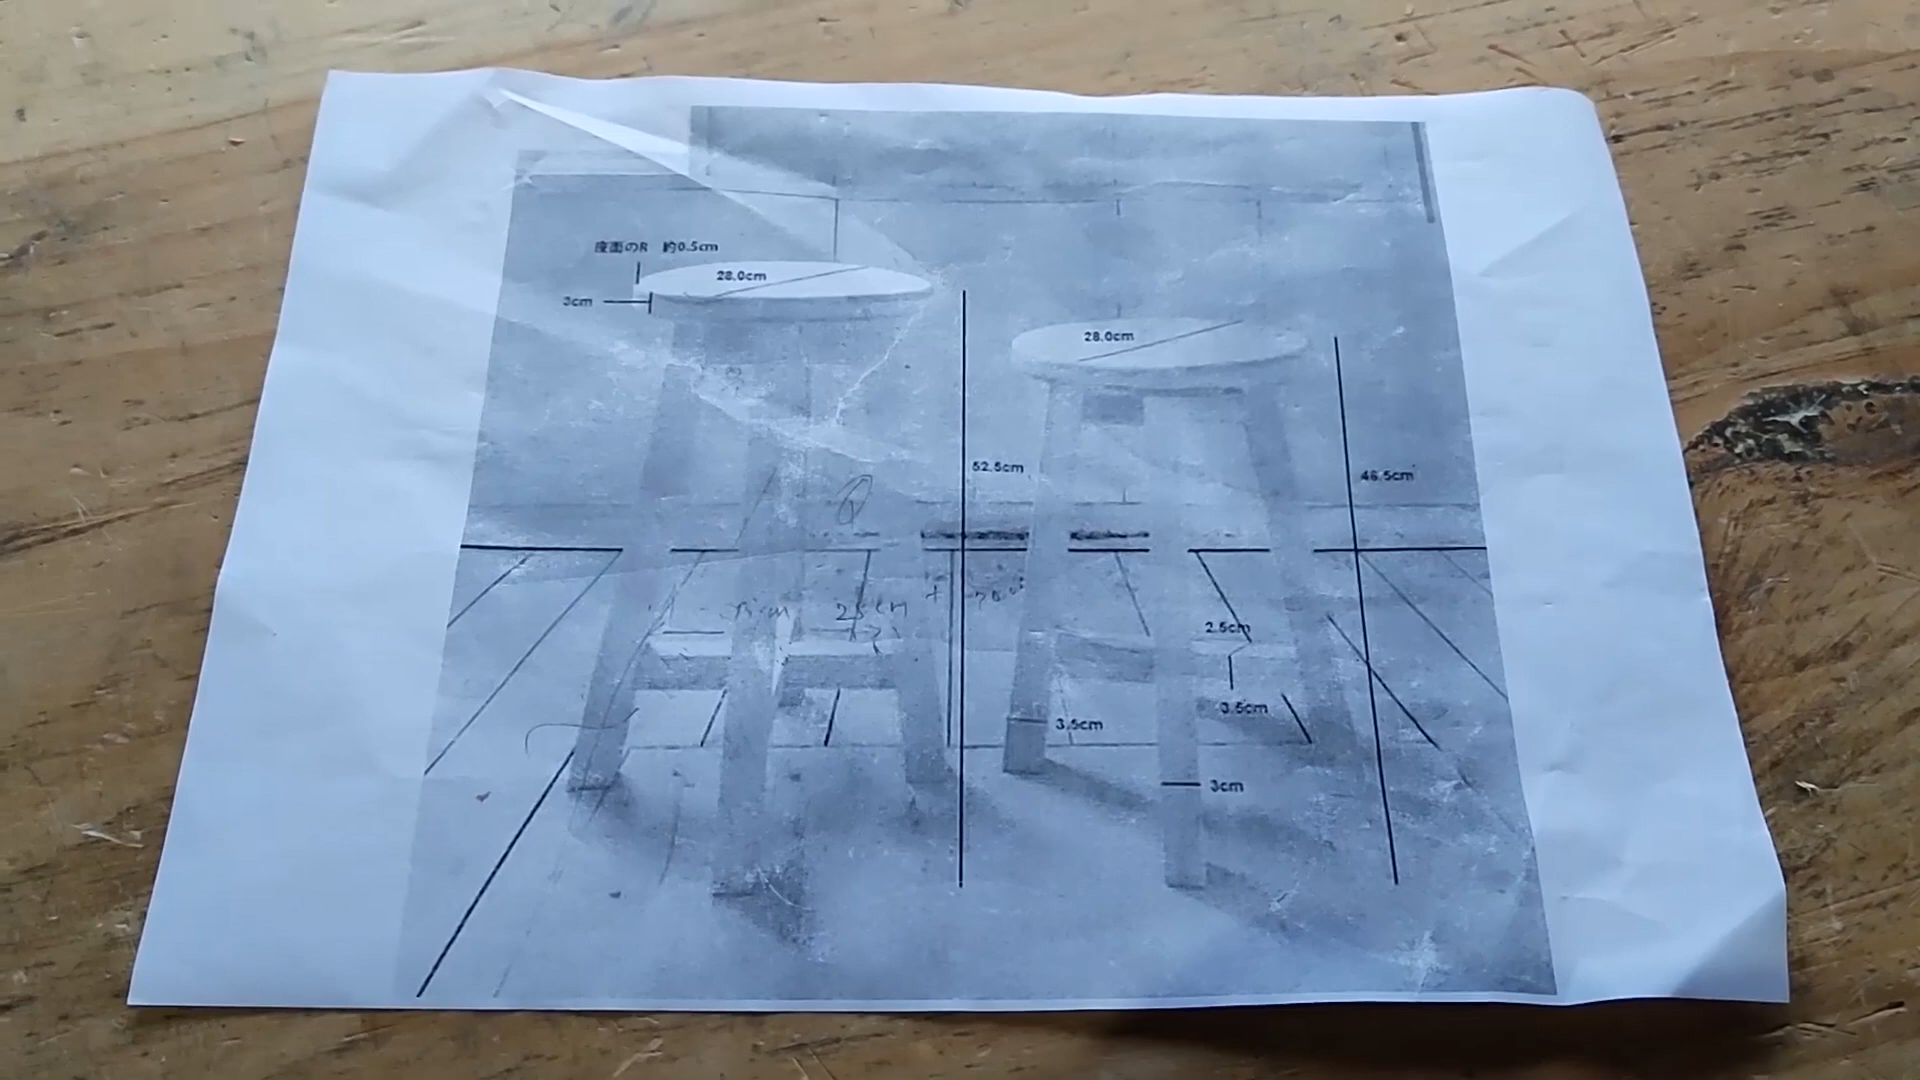 座面のR 約0.5cm
28.0cm
3cm
28.0cm
52.5cm
46.5cm
25cm
2.5cm
3.5cm
3.5cm
3cm